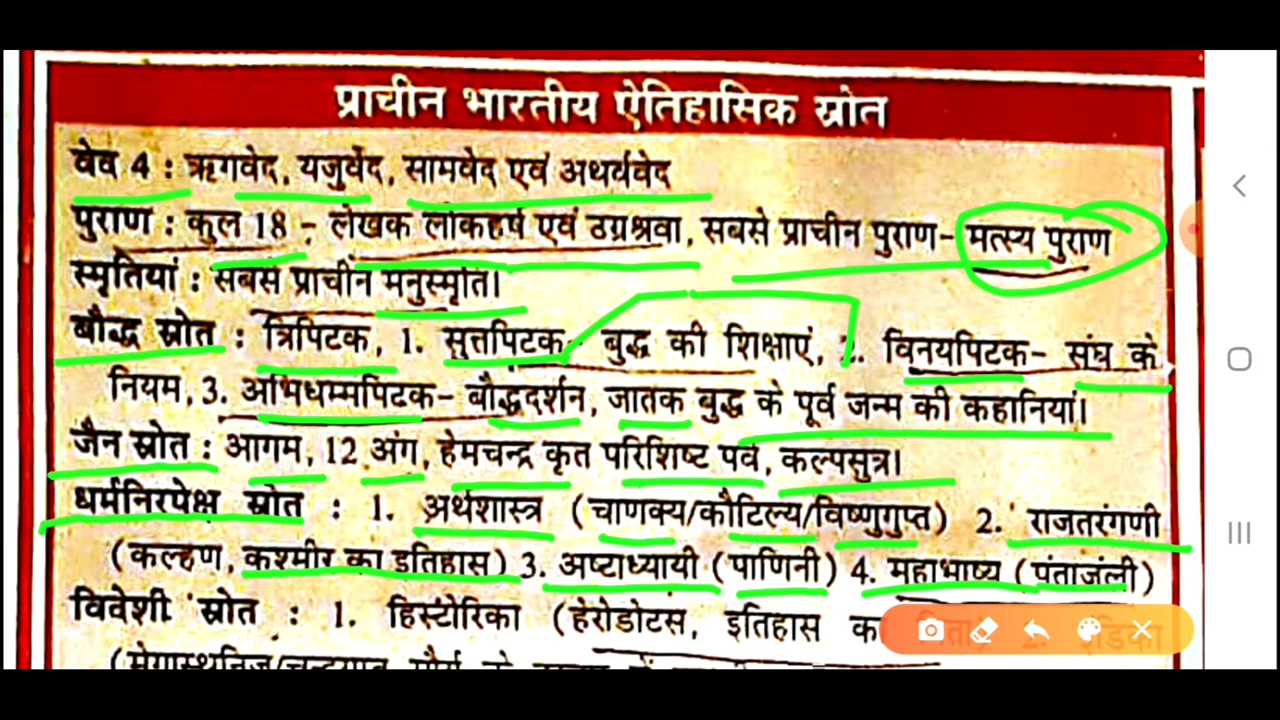 प्राचीन भारतीय ऐतिहासिक स्रोत
वेव 4 : ऋगवेद, यजुर्वेद, सामवेद एवं अथर्ववेद
पुराण : कुल 18 - लेखक लोकहर्ष एवं उग्रश्रवा, सबसे प्राचीन पुराण- मत्स्य पुराण
स्मृतियां : सबसे प्राचीन मनुस्मृति।
बौद्ध स्रोत : त्रिपिटक, 1. सुत्तपिटक- बुद्ध की शिक्षाएं, 2. विनयपिटक- संघ के
नियम, 3. अभिधम्मपिटक- बौद्धदर्शन, जातक बुद्ध के पूर्व जन्म की कहानियां।
जैन स्रोत : आगम, 12 अंग, हेमचन्द्र कृत परिशिष्ट पर्व, कल्पसुत्र।
धर्मनिरपेक्ष स्रोत : 1. अर्थशास्त्र (चाणक्य/कौटिल्य/विष्णुगुप्त) 2. राजतरंगणी
(कल्हण, कश्मीर का इतिहास) 3. अष्टाध्यायी (पाणिनी) 4. महाभाष्य (पंताजंली)
विवेशी स्रोत : 1. हिस्टोरिका (हेरोडोटस, इतिहास का